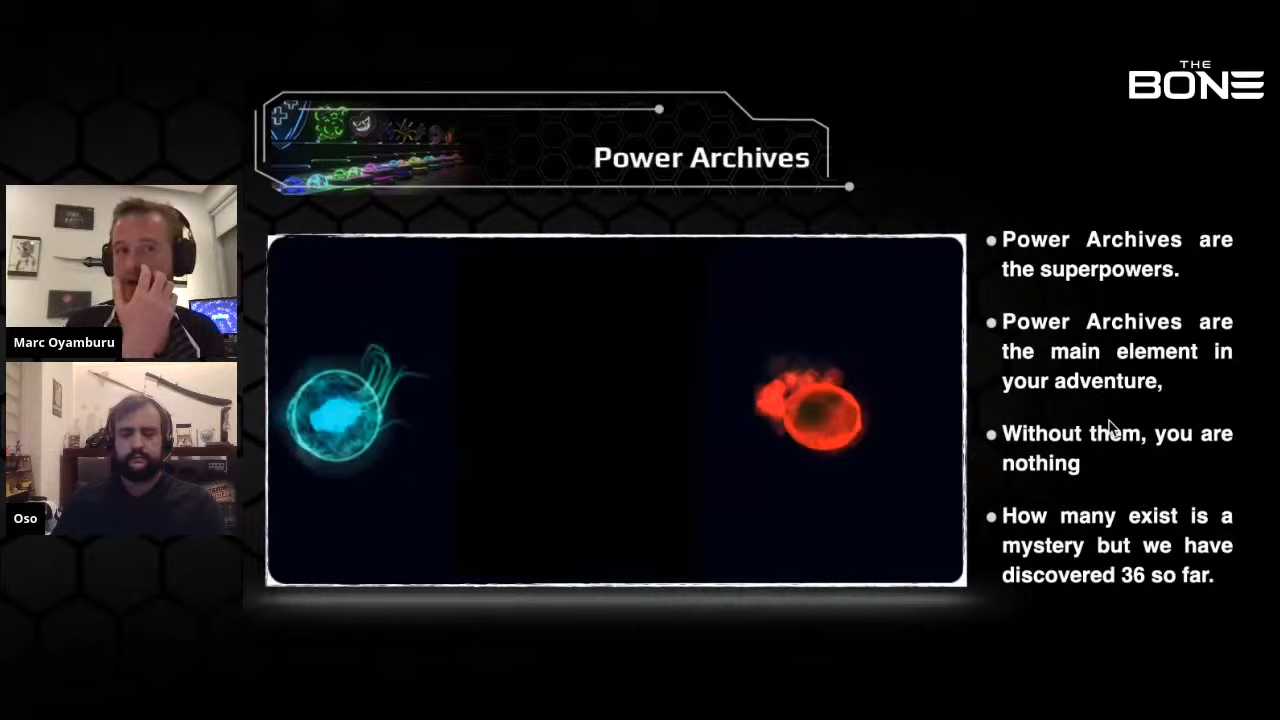 THE
BONE
Power Archives
Marc Oyamburu
Oso
Power Archives are
the superpowers.
Power Archives are
the main element in
your adventure,
Without them, you are
nothing
How many exist is a
mystery but we have
discovered 36 so far.